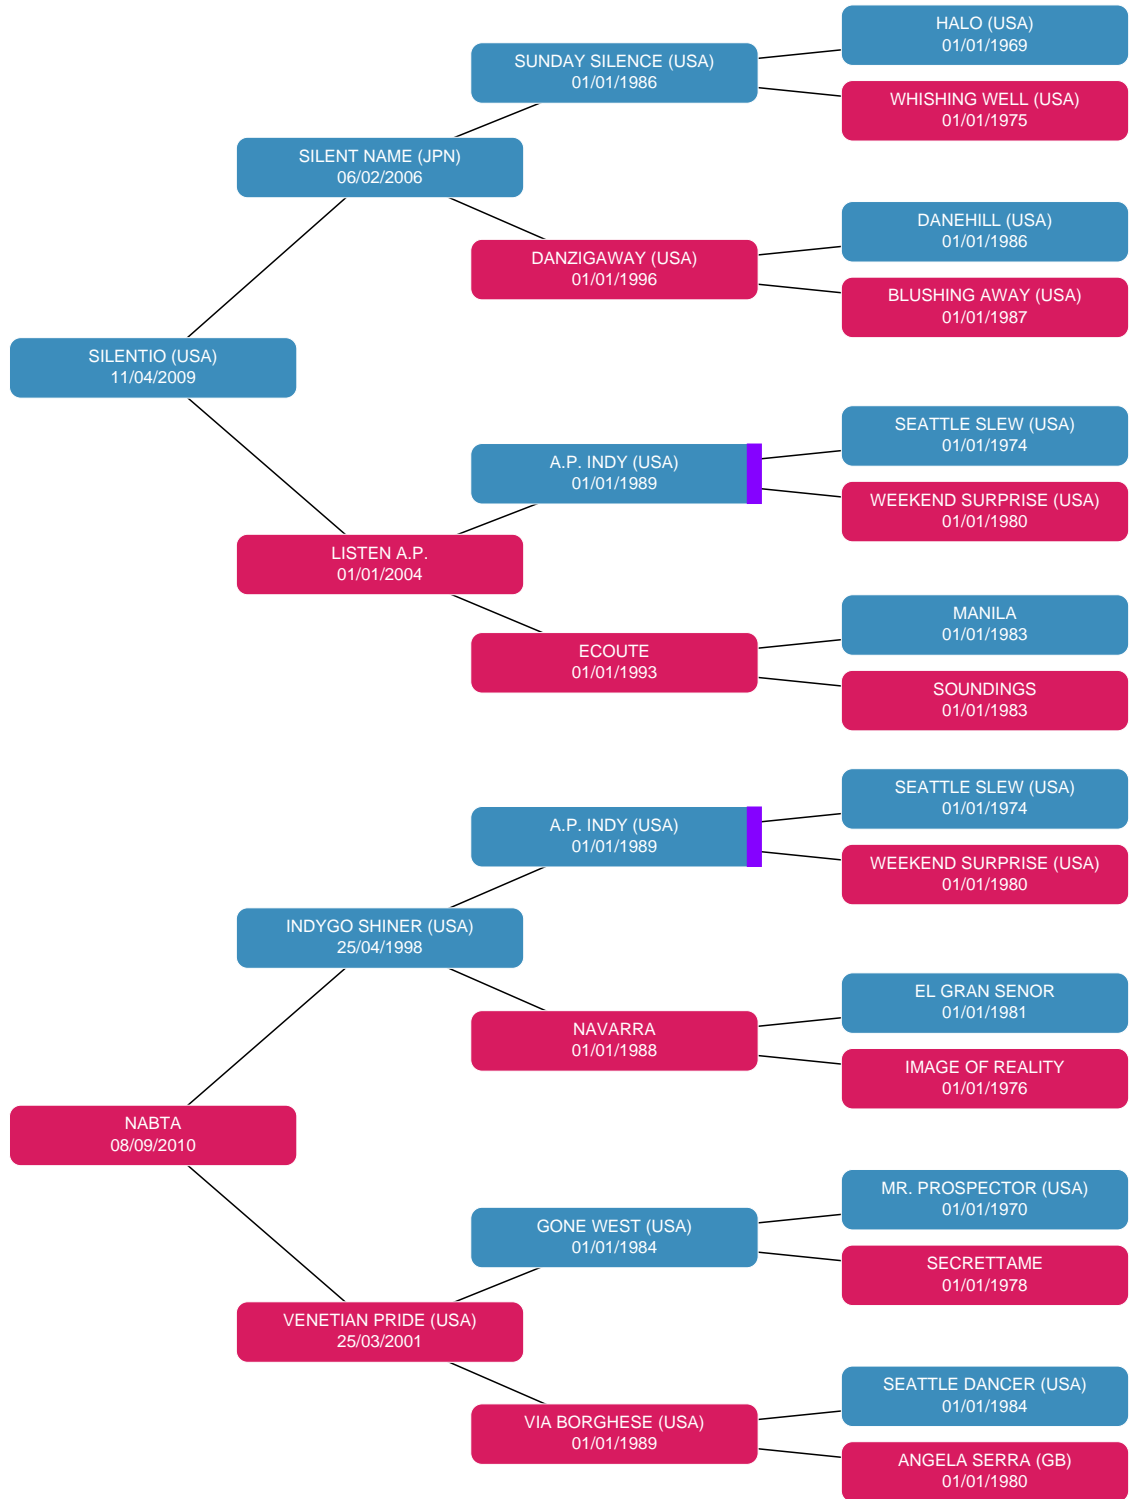 HALO (USA)
01/01/1969
SUNDAY SILENCE (USA)
01/01/1986
WHISHING WELL (USA)
01/01/1975
SILENT NAME (JPN)
06/02/2006
DANEHILL (USA)
01/01/1986
DANZIGAWAY (USA)
01/01/1996
BLUSHING AWAY (USA)
01/01/1987
SILENTIO (USA)
11/04/2009
SEATTLE SLEW (USA)
01/01/1974
A.P. INDY (USA)
01/01/1989
WEEKEND SURPRISE (USA)
01/01/1980
LISTEN A.P.
01/01/2004
MANILA
01/01/1983
ECOUTE
01/01/1993
SOUNDINGS
01/01/1983
SEATTLE SLEW (USA)
01/01/1974
A.P. INDY (USA)
01/01/1989
WEEKEND SURPRISE (USA)
01/01/1980
INDYGO SHINER (USA)
25/04/1998
EL GRAN SENOR
01/01/1981
NAVARRA
01/01/1988
IMAGE OF REALITY
01/01/1976
NABTA
08/09/2010
MR. PROSPECTOR (USA)
01/01/1970
GONE WEST (USA)
01/01/1984
SECRETTAME
01/01/1978
VENETIAN PRIDE (USA)
25/03/2001
SEATTLE DANCER (USA)
01/01/1984
VIA BORGHESE (USA)
01/01/1989
ANGELA SERRA (GB)
01/01/1980